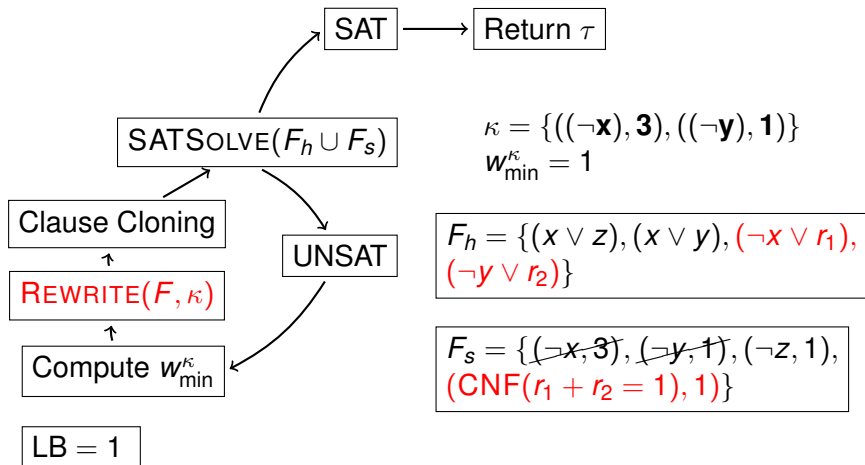 SAT
Return τ
SATSOLVE(F_h ∪ F_s)
κ = {((¬x), 3), ((¬y), 1)}
w^κ_min = 1
Clause Cloning
UNSAT
F_h = {(x ∨ z), (x ∨ y), (¬x ∨ r_1),
(¬y ∨ r_2)}
REWRITE(F, κ)
Compute w^κ_min
F_s = {(¬x, 3), (¬y, 1), (¬z, 1),
(CNF(r_1 + r_2 = 1), 1)}
LB = 1